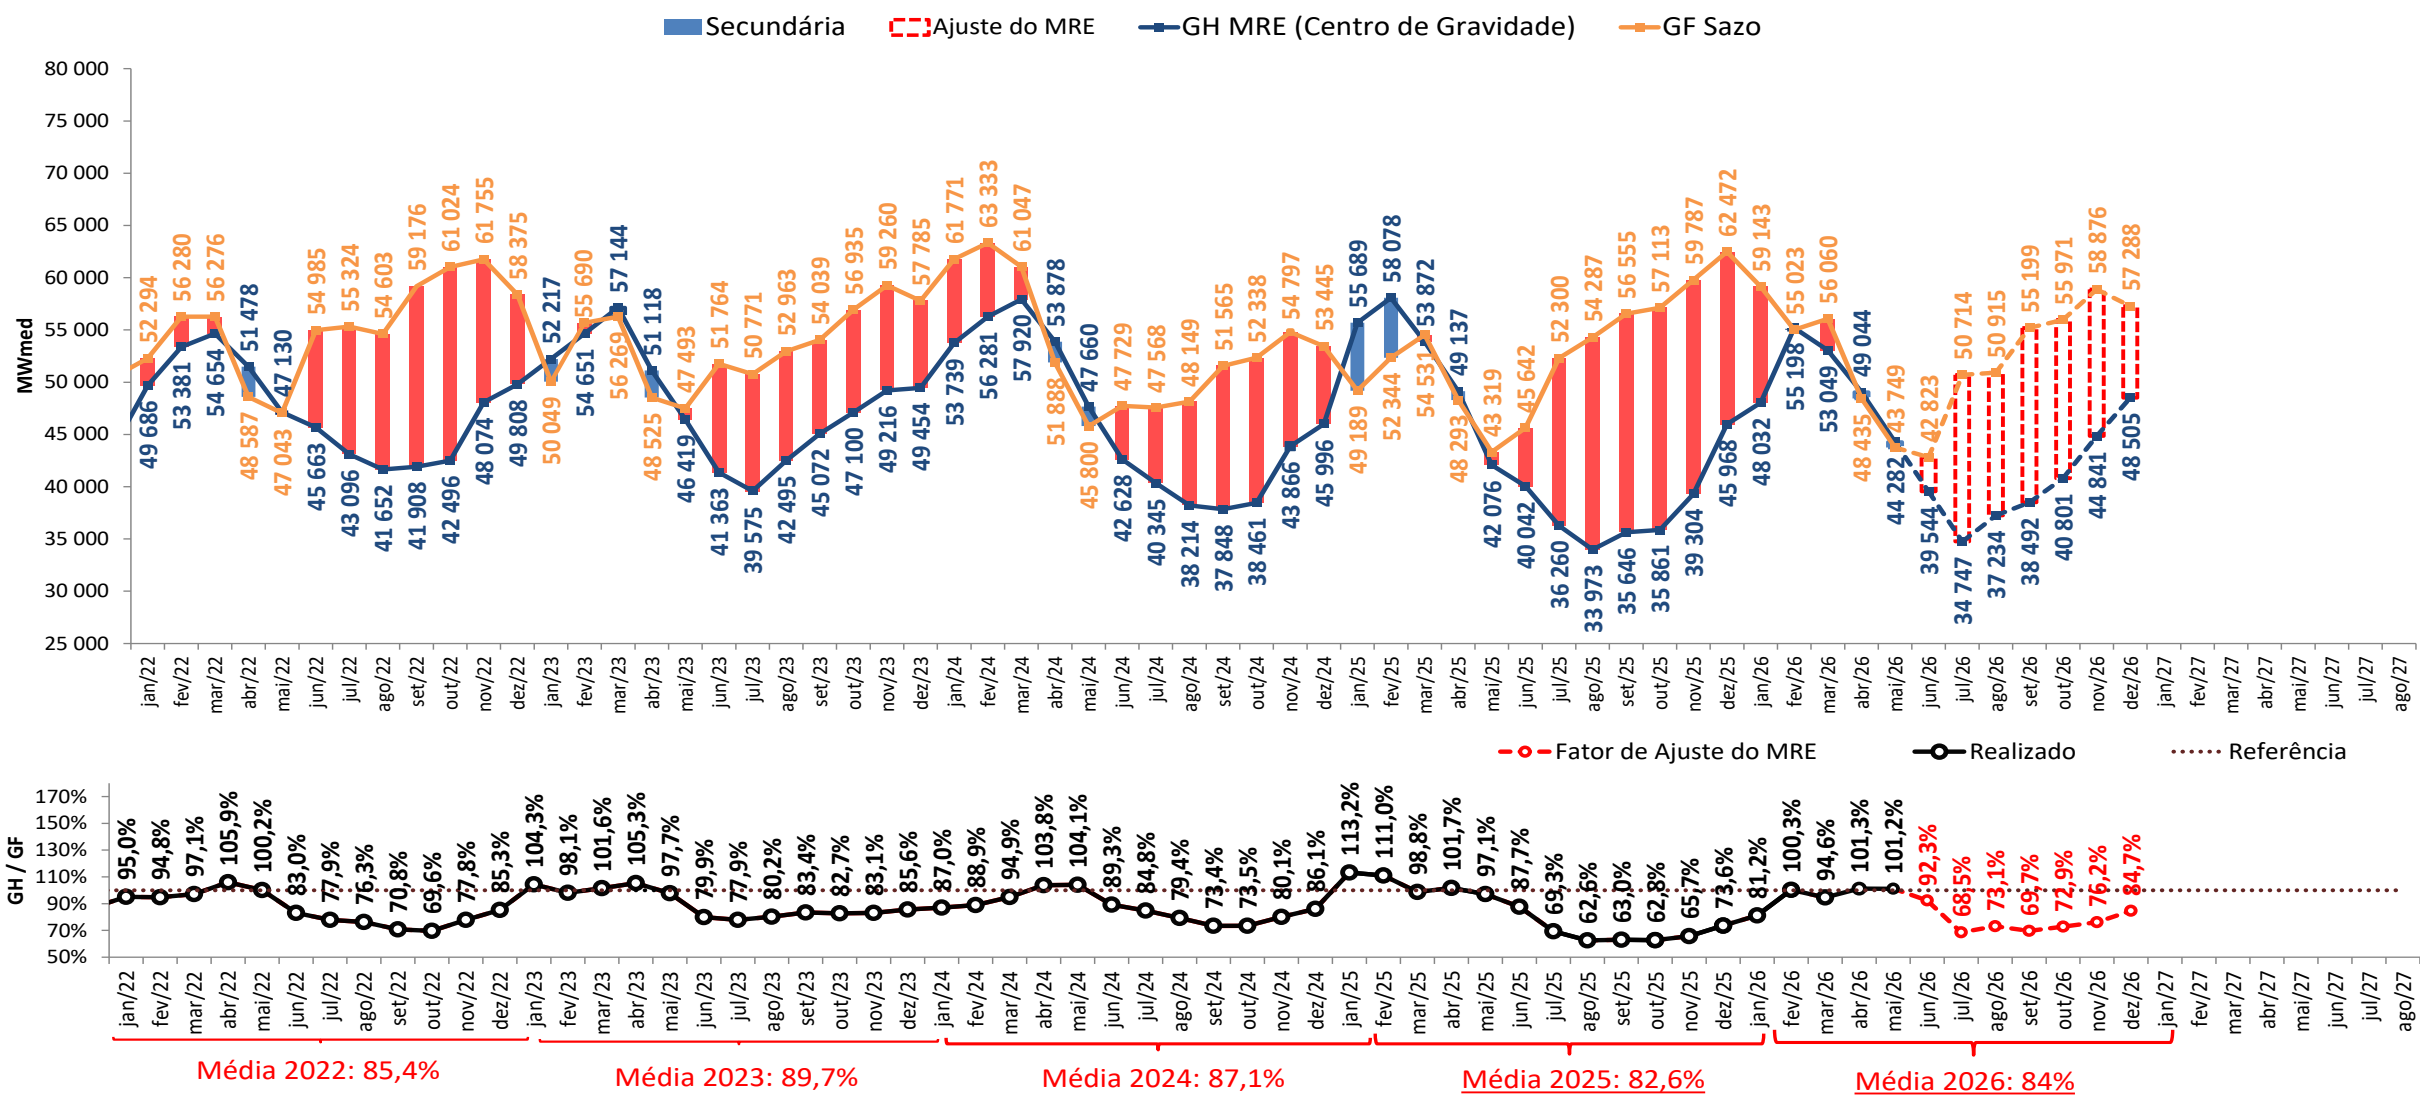 Secundária Ajuste do MRE GH MRE (Centro de Gravidade) GF Sazo
MWmed
80 000
75 000
70 000
65 000
60 000
55 000
50 000
45 000
40 000
35 000
30 000
25 000
52 294 56 280 56 276 48 587 47 043 54 985 55 324 54 603 59 176 61 024 61 755 58 375 50 049 55 690 56 269 48 525 47 493 51 764 50 771 52 963 54 039 56 935 59 260 57 785 61 771 63 333 61 047 51 888 45 800 47 729 47 568 48 149 51 565 52 338 54 797 53 445 49 189 52 344 54 531 48 293 43 319 45 642 52 300 54 287 56 555 57 113 59 787 62 472 59 143 55 023 56 060 48 435 43 749 42 823 50 714 50 915 55 199 55 971 58 876 57 288
49 686 53 381 54 654 51 478 47 130 45 663 43 096 41 652 41 908 42 496 48 074 49 808 52 217 54 651 57 144 51 118 46 419 41 363 39 575 42 495 45 072 47 100 49 216 49 454 53 739 56 281 57 920 53 878 47 660 42 628 40 345 38 214 37 848 38 461 43 866 45 996 55 689 58 078 53 872 49 137 42 076 40 042 36 260 33 973 35 646 35 861 39 304 45 968 48 032 55 198 53 049 49 044 44 282 39 544 34 747 37 234 38 492 40 801 44 841 48 505
jan/22 fev/22 mar/22 abr/22 mai/22 jun/22 jul/22 ago/22 set/22 out/22 nov/22 dez/22 jan/23 fev/23 mar/23 abr/23 mai/23 jun/23 jul/23 ago/23 set/23 out/23 nov/23 dez/23 jan/24 fev/24 mar/24 abr/24 mai/24 jun/24 jul/24 ago/24 set/24 out/24 nov/24 dez/24 jan/25 fev/25 mar/25 abr/25 mai/25 jun/25 jul/25 ago/25 set/25 out/25 nov/25 dez/25 jan/26 fev/26 mar/26 abr/26 mai/26 jun/26 jul/26 ago/26 set/26 out/26 nov/26 dez/26 jan/27 fev/27 mar/27 abr/27 mai/27 jun/27 jul/27 ago/27
Fator de Ajuste do MRE Realizado Referência
GH / GF
170%
150%
130%
110%
90%
70%
50%
95,0% 94,8% 97,1% 105,9% 100,2% 83,0% 77,9% 76,3% 70,8% 69,6% 77,8% 85,3% 104,3% 98,1% 101,6% 105,3% 97,7% 79,9% 77,9% 80,2% 83,4% 82,7% 83,1% 85,6% 87,0% 88,9% 94,9% 103,8% 104,1% 89,3% 84,8% 79,4% 73,4% 73,5% 80,1% 86,1% 113,2% 111,0% 98,8% 101,7% 97,1% 87,7% 69,3% 62,6% 63,0% 62,8% 65,7% 73,6% 81,2% 100,3% 94,6% 101,3% 101,2% 92,3% 68,5% 73,1% 69,7% 72,9% 76,2% 84,7%
jan/22 fev/22 mar/22 abr/22 mai/22 jun/22 jul/22 ago/22 set/22 out/22 nov/22 dez/22 jan/23 fev/23 mar/23 abr/23 mai/23 jun/23 jul/23 ago/23 set/23 out/23 nov/23 dez/23 jan/24 fev/24 mar/24 abr/24 mai/24 jun/24 jul/24 ago/24 set/24 out/24 nov/24 dez/24 jan/25 fev/25 mar/25 abr/25 mai/25 jun/25 jul/25 ago/25 set/25 out/25 nov/25 dez/25 jan/26 fev/26 mar/26 abr/26 mai/26 jun/26 jul/26 ago/26 set/26 out/26 nov/26 dez/26 jan/27 fev/27 mar/27 abr/27 mai/27 jun/27 jul/27 ago/27
Média 2022: 85,4% Média 2023: 89,7% Média 2024: 87,1% Média 2025: 82,6% Média 2026: 84%